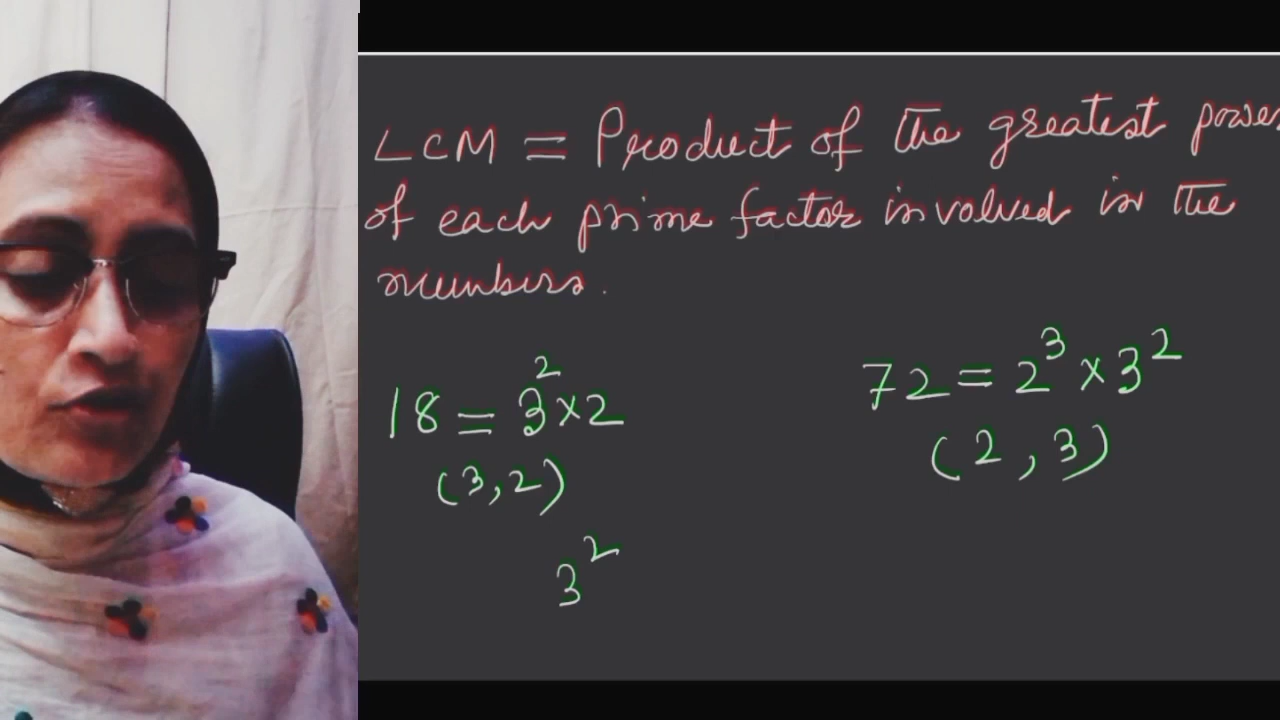 LCM = Product of the greatest power
of each prime factor involved in the
numbers.
18 = 3² × 2
72 = 2³ × 3²
(3, 2)
(2, 3)
3²